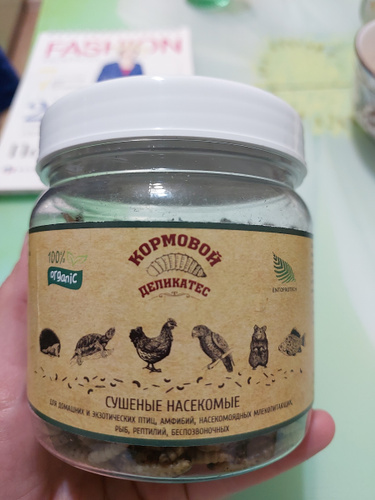 FASHION
КОРМОВОЙ
ДЕЛИКАТЕС
100%
organic
СУШЕНЫЕ НАСЕКОМЫЕ
ДЛЯ ДОМАШНИХ И ЭКЗОТИЧЕСКИХ ПТИЦ, АМФИБИЙ, НАСЕКОМОЯДНЫХ МЛЕКОПИТАЮЩИХ,
РЫБ, РЕПТИЛИЙ, БЕСПОЗВОНОЧНЫХ